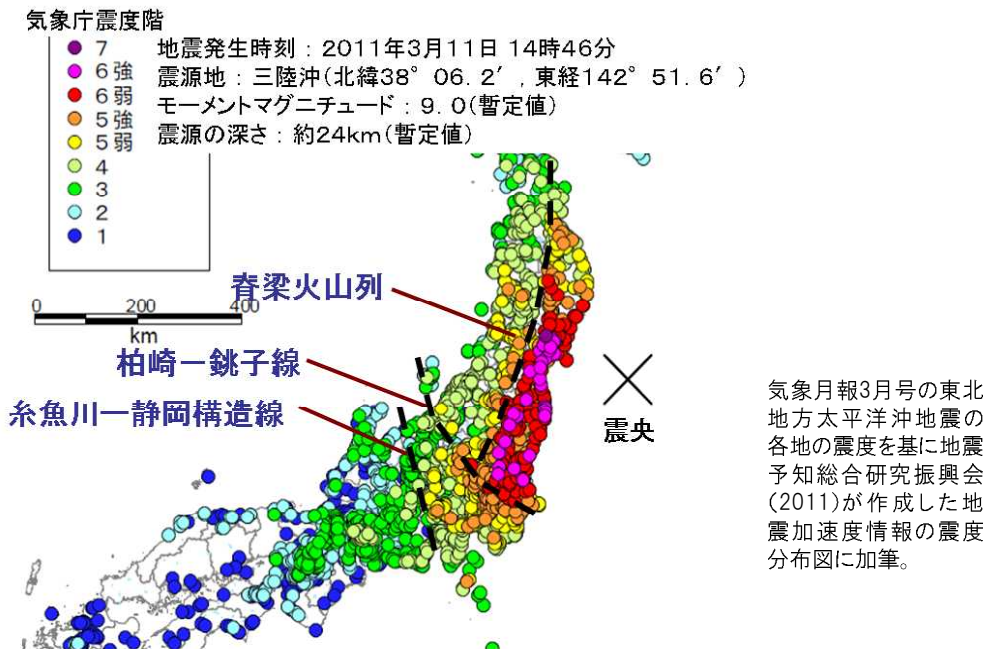 気象庁震度階
7
6強
6弱
5強
5弱
4
3
2
1
地震発生時刻：2011年3月11日 14時46分
震源地：三陸沖(北緯38°06.2′，東経142°51.6′)
モーメントマグニチュード：9.0(暫定値)
震源の深さ：約24km(暫定値)
脊梁火山列
0 200 400
km
柏崎ー銚子線
糸魚川ー静岡構造線
震央
気象月報3月号の東北
地方太平洋沖地震の
各地の震度を基に地震
予知総合研究振興会
(2011)が作成した地
震加速度情報の震度
分布図に加筆。